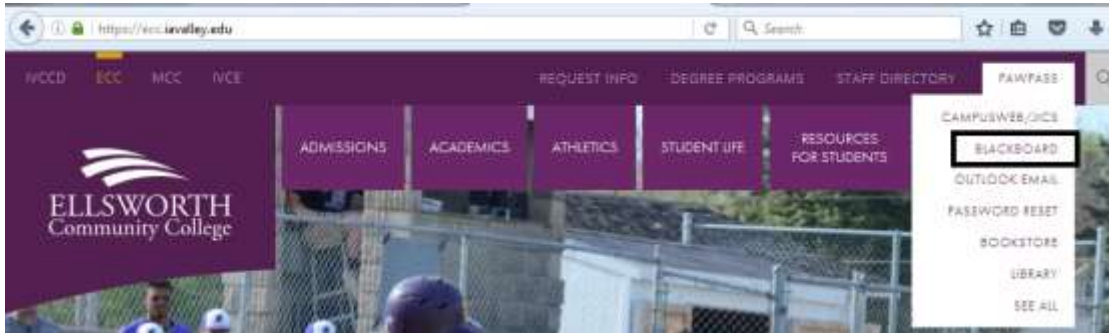 https://ecc.iavalley.edu
Search
IVCCD ECC MCC IVCE REQUEST INFO DEGREE PROGRAMS STAFF DIRECTORY PAWPASS
ADMISSIONS ACADEMICS ATHLETICS STUDENT LIFE RESOURCES
FOR STUDENTS
ELLSWORTH
Community College
CAMPUSWEB/JICS
BLACKBOARD
OUTLOOK EMAIL
PASSWORD RESET
BOOKSTORE
LIBRARY
SEE ALL